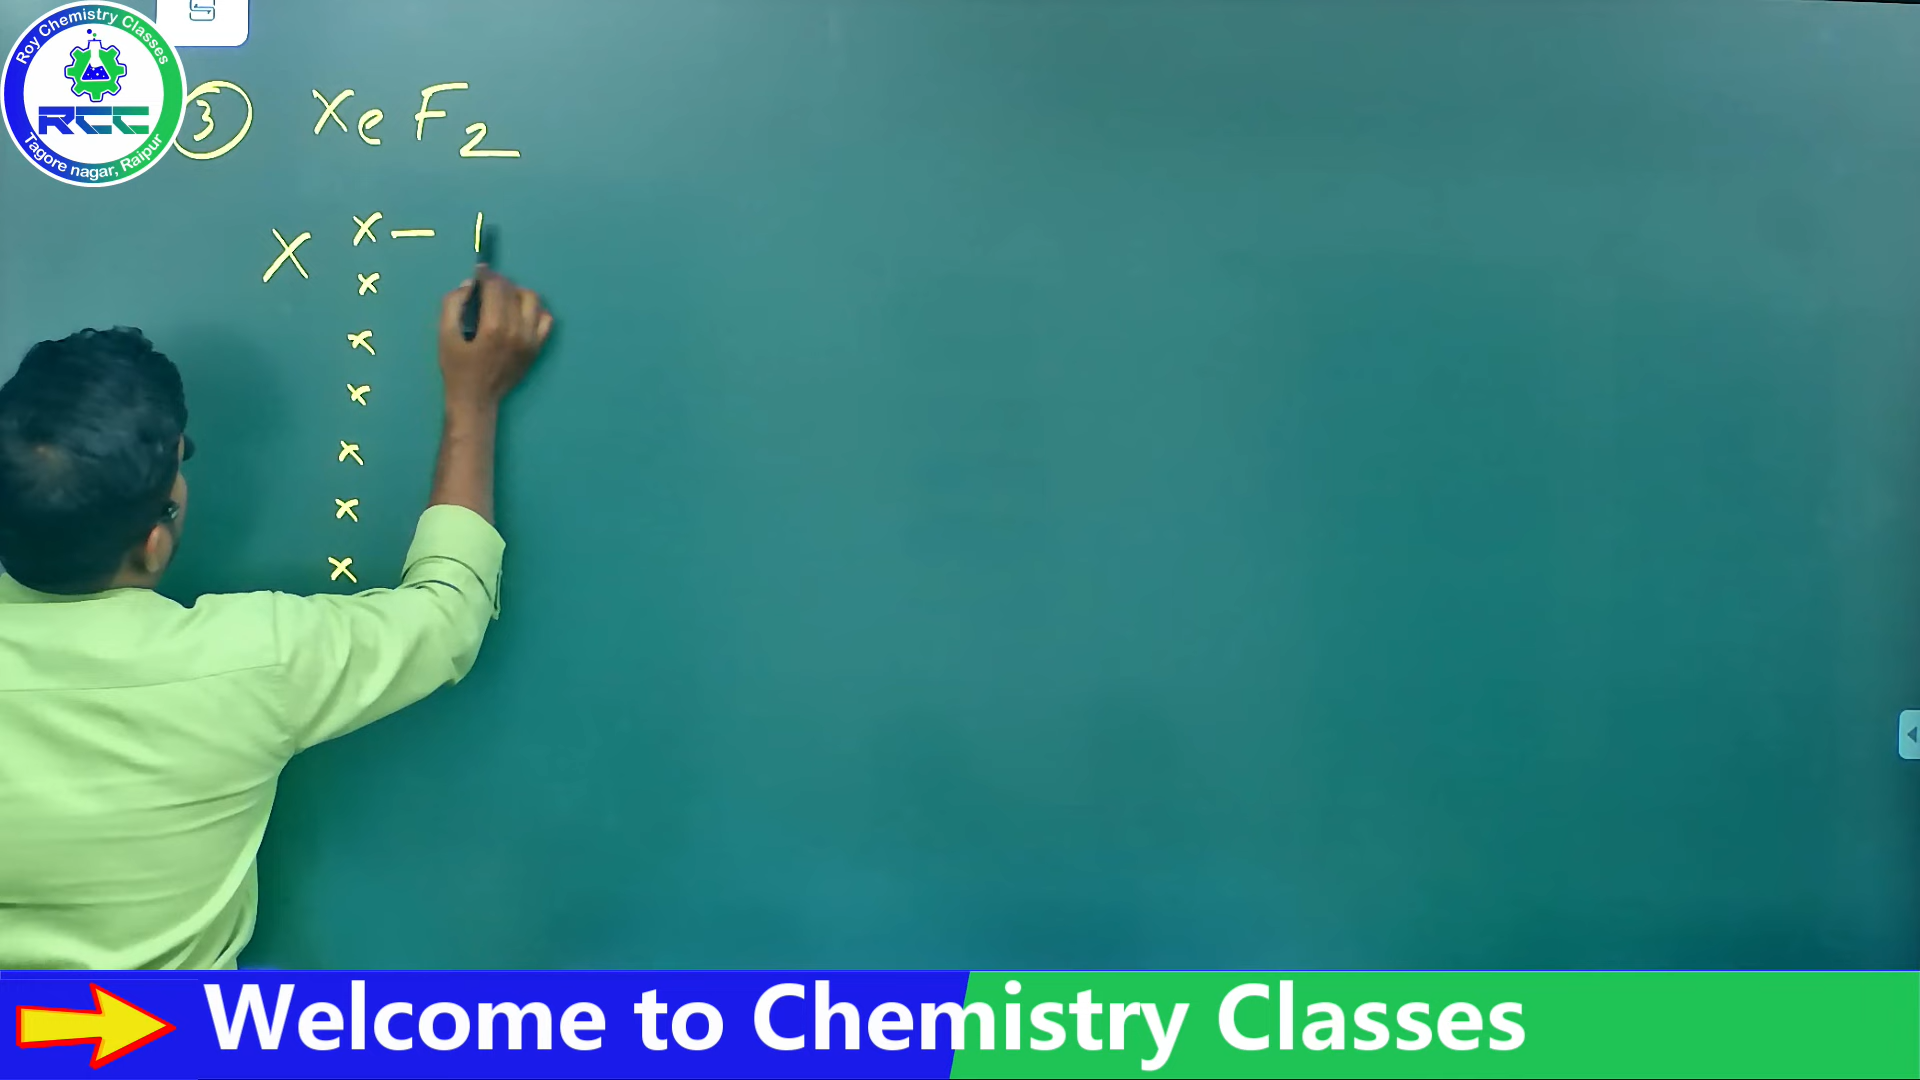 Roy Chemistry Classes
RCC
Tagore nagar, Raipur
3 XeF2
X x - 1
x
x
x
x
x
x
Welcome to Chemistry Classes